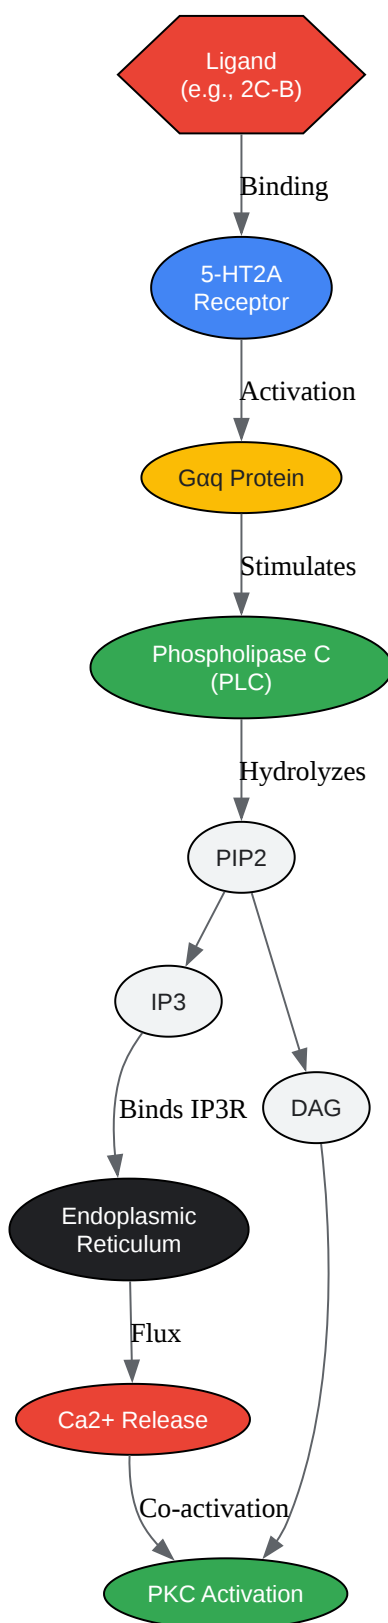 Ligand
(e.g., 2C-B)
Binding
5-HT2A
Receptor
Activation
Gαq Protein
Stimulates
Phospholipase C
(PLC)
Hydrolyzes
PIP2
IP3
DAG
Binds IP3R
Endoplasmic
Reticulum
Flux
Ca2+ Release
Co-activation
PKC Activation